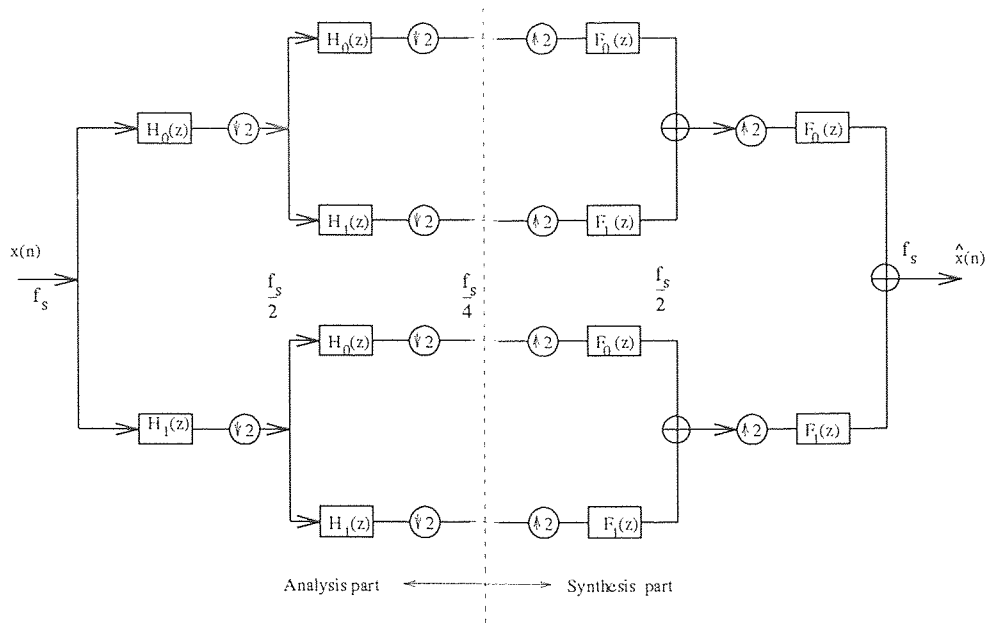 H0(z) ↓2 ↑2 F0(z)
H0(z) ↓2 ↑2 F0(z)
H1(z) ↓2 ↑2 F1(z)
x(n) fs x̂(n)
fs fs/2 fs/4 fs/2
H0(z) ↓2 ↑2 F0(z)
H1(z) ↓2 ↑2 F1(z)
H1(z) ↓2 ↑2 F1(z)
Analysis part Synthesis part